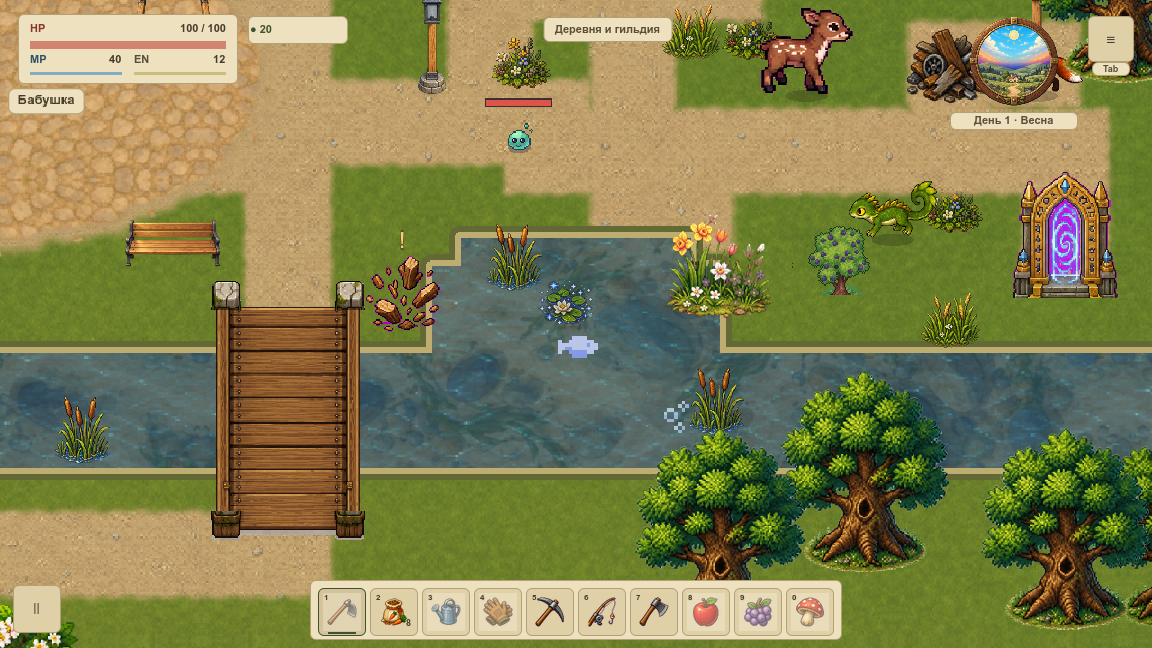 HP 100 / 100
MP 40 EN 12
20
Бабушка
Деревня и гильдия
Tab
День 1 · Весна
!
1 2 3 4 5 6 7 8 9 0
8